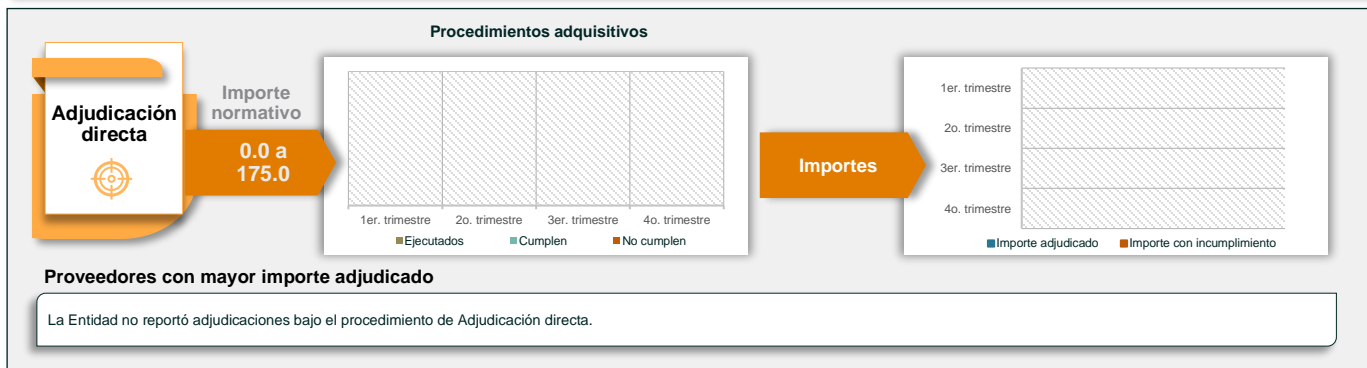 Procedimientos adquisitivos
Adjudicación
directa
Importe
normativo
0.0 a
175.0
1er. trimestre 2o. trimestre 3er. trimestre 4o. trimestre
Ejecutados Cumplen No cumplen
Importes
1er. trimestre
2o. trimestre
3er. trimestre
4o. trimestre
Importe adjudicado Importe con incumplimiento
Proveedores con mayor importe adjudicado
La Entidad no reportó adjudicaciones bajo el procedimiento de Adjudicación directa.